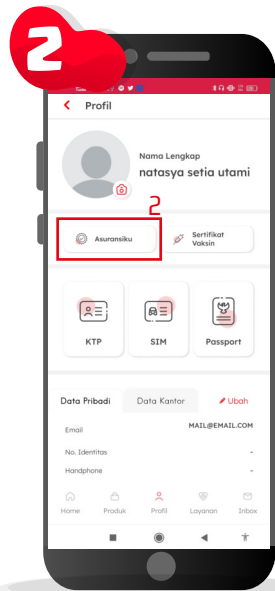 2
Profil
Nama Lengkap
natasya setia utami
2
Asuransiku
Sertifikat
Vaksin
KTP
SIM
Passport
Data Pribadi
Data Kantor
Ubah
Email
MAIL@EMAIL.COM
No. Identitas
-
Handphone
-
Home
Produk
Profil
Layanan
Inbox